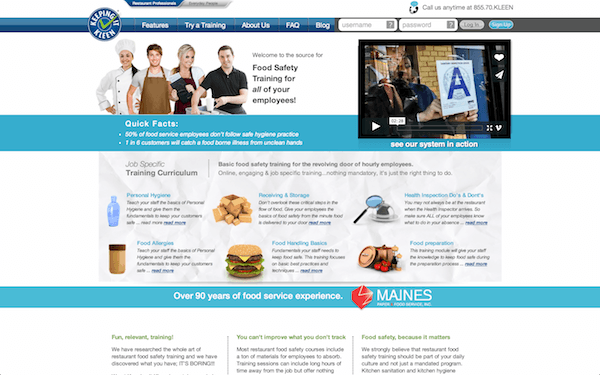 Restaurant Professionals
Everyday People
Call us anytime at 855.70.KLEEN
KEEPING IT
KLEEN
Features
Try a Training
About Us
FAQ
Blog
username
?
password
?
Log In
Sign Up
Welcome to the source for
Food Safety
Training for
all of your
employees!
A
02:28
Quick Facts:
50% of food service employees don't follow safe hygiene practice
1 in 6 customers will catch a food borne illness from unclean hands
see our system in action
Job Specific
Training Curriculum
Basic food safety training for the revolving door of hourly employees.
Online, engaging & job specific training...nothing mandatory, it's just the right thing to do.
Personal Hygiene
Teach your staff the basics of Personal
Hygiene and give them the
fundamentals to keep your customers
safe ... read more read more
Receiving & Storage
Don't overlook these critical steps in the
flow of food. Give your employees the
basics of food safety from the minute food
is delivered to your door read more
Health Inspection Do's & Dont's
You may not always be at the restaurant
when the Health Inspector arrives. So
make sure ALL of your employees know
what to do in your absence ... read more
Food Allergies
Teach your staff the basics of Personal
Hygiene and give them the
fundamentals to keep your customers
safe ... read more
Food Handling Basics
Fundamentals your staff needs to
keep food safe. This training focuses
on basic best practices and
techniques ... read more
Food preparation
This training module will give your staff
the knowledge to keep food safe during
the preparation process ... read more
Over 90 years of food service experience.
MAINES
PAPER FOOD SERVICE, INC.
Fun, relevant, training!
We have researched the whole art of
restaurant food safety training and we have
discovered what you have; IT'S BORING!!!
You can't improve what you don't track
Most restaurant food safety courses include
a ton of materials for employees to absorb.
Training sessions can include long hours of
time away from the job but offer nothing
Food safety, because it matters
We strongly believe that restaurant food
safety training should be part of your daily
culture and not just a mandated program.
Kitchen sanitation and kitchen hygiene